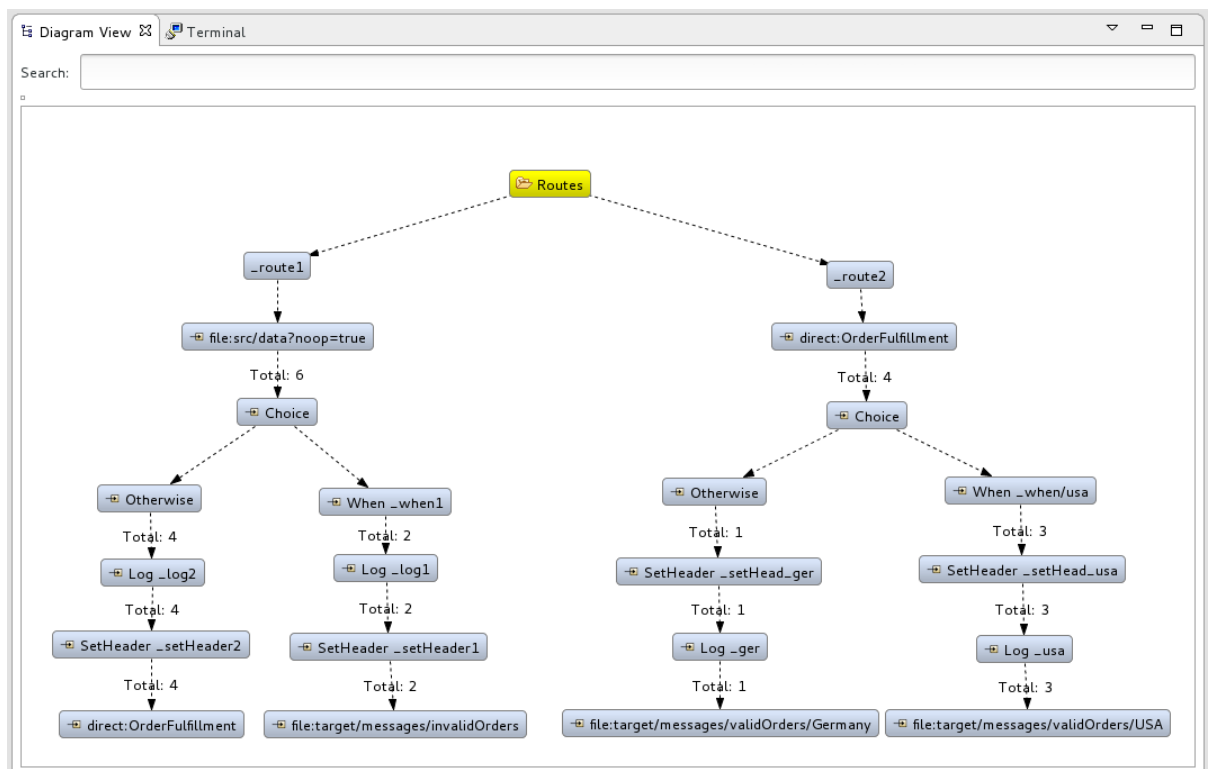 Diagram View
Terminal
Search:
Routes
_route1
_route2
file:src/data?noop=true
direct:OrderFulfillment
Total: 6
Total: 4
Choice
Choice
Otherwise
When _when1
Otherwise
When _when/usa
Total: 4
Total: 2
Total: 1
Total: 3
Log _log2
Log _log1
SetHeader _setHead_ger
SetHeader _setHead_usa
Total: 4
Total: 2
Total: 1
Total: 3
SetHeader _setHeader2
SetHeader _setHeader1
Log _ger
Log _usa
Total: 4
Total: 2
Total: 1
Total: 3
direct:OrderFulfillment
file:target/messages/invalidOrders
file:target/messages/validOrders/Germany
file:target/messages/validOrders/USA